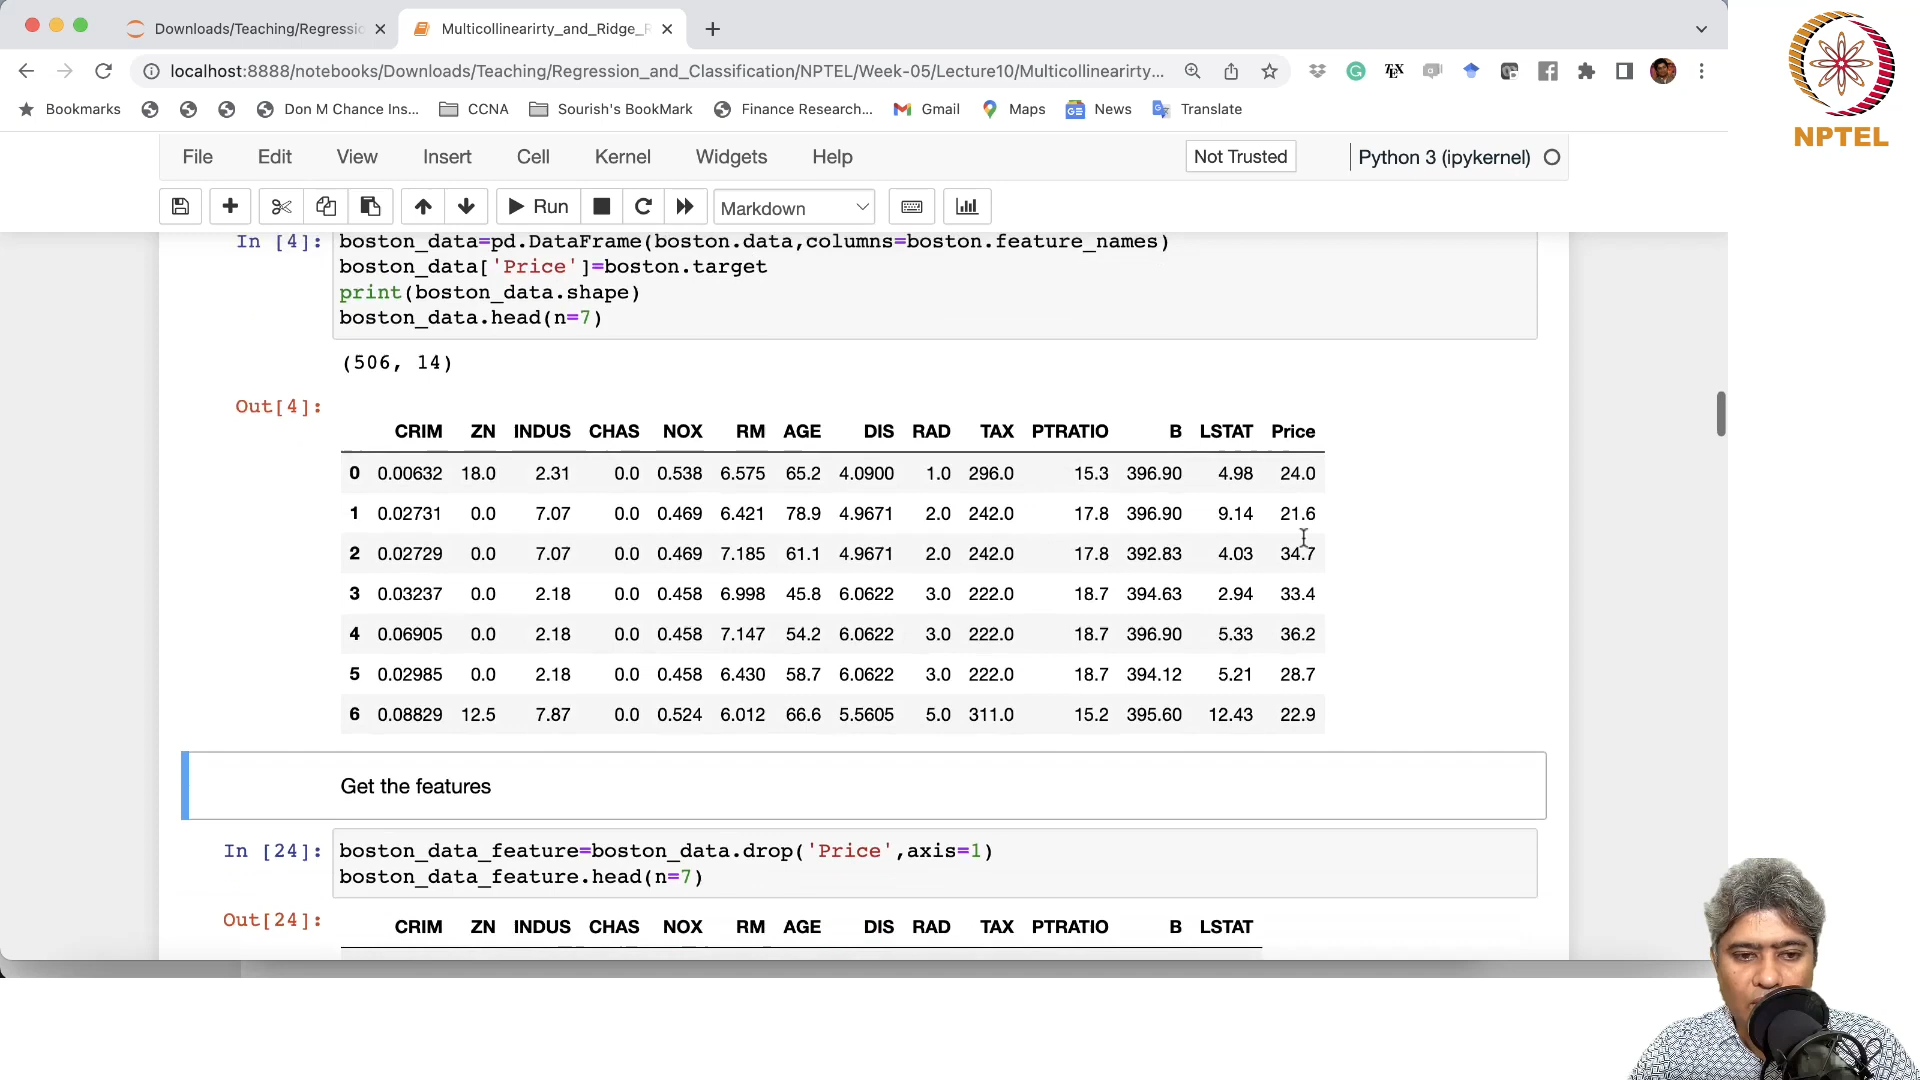 Downloads/Teaching/Regressio
Multicollinearirty_and_Ridge_R
localhost:8888/notebooks/Downloads/Teaching/Regression_and_Classification/NPTEL/Week-05/Lecture10/Multicollinearirty...
Bookmarks Don M Chance Ins... CCNA Sourish's BookMark Finance Research... Gmail Maps News Translate
NPTEL
File Edit View Insert Cell Kernel Widgets Help Not Trusted Python 3 (ipykernel)
Run Markdown
In [4]: boston_data=pd.DataFrame(boston.data,columns=boston.feature_names)
boston_data['Price']=boston.target
print(boston_data.shape)
boston_data.head(n=7)
(506, 14)
Out[4]:
CRIM ZN INDUS CHAS NOX RM AGE DIS RAD TAX PTRATIO B LSTAT Price
0 0.00632 18.0 2.31 0.0 0.538 6.575 65.2 4.0900 1.0 296.0 15.3 396.90 4.98 24.0
1 0.02731 0.0 7.07 0.0 0.469 6.421 78.9 4.9671 2.0 242.0 17.8 396.90 9.14 21.6
2 0.02729 0.0 7.07 0.0 0.469 7.185 61.1 4.9671 2.0 242.0 17.8 392.83 4.03 34.7
3 0.03237 0.0 2.18 0.0 0.458 6.998 45.8 6.0622 3.0 222.0 18.7 394.63 2.94 33.4
4 0.06905 0.0 2.18 0.0 0.458 7.147 54.2 6.0622 3.0 222.0 18.7 396.90 5.33 36.2
5 0.02985 0.0 2.18 0.0 0.458 6.430 58.7 6.0622 3.0 222.0 18.7 394.12 5.21 28.7
6 0.08829 12.5 7.87 0.0 0.524 6.012 66.6 5.5605 5.0 311.0 15.2 395.60 12.43 22.9
Get the features
In [24]: boston_data_feature=boston_data.drop('Price',axis=1)
boston_data_feature.head(n=7)
Out[24]:
CRIM ZN INDUS CHAS NOX RM AGE DIS RAD TAX PTRATIO B LSTAT